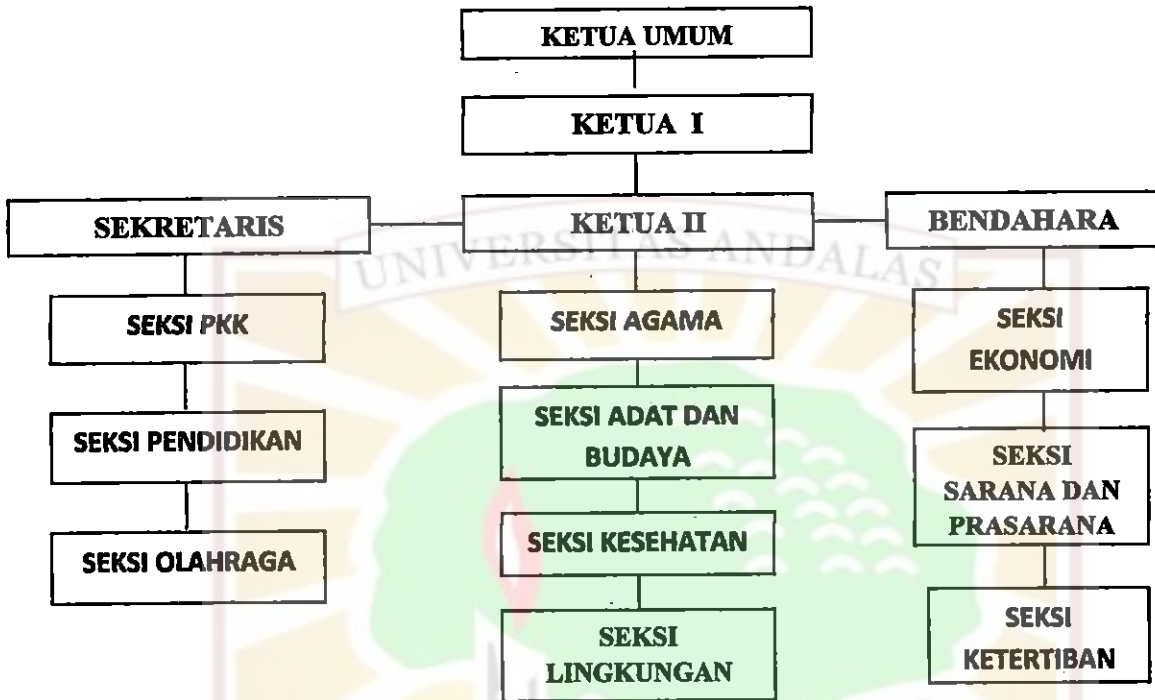 KETUA UMUM
KETUA I
SEKRETARIS
KETUA II
BENDAHARA
UNIVERSITAS ANDALAS
SEKSI PKK
SEKSI AGAMA
SEKSI
EKONOMI
SEKSI PENDIDIKAN
SEKSI ADAT DAN
BUDAYA
SEKSI
SARANA DAN
PRASARANA
SEKSI OLAHRAGA
SEKSI KESEHATAN
SEKSI
LINGKUNGAN
SEKSI
KETERTIBAN